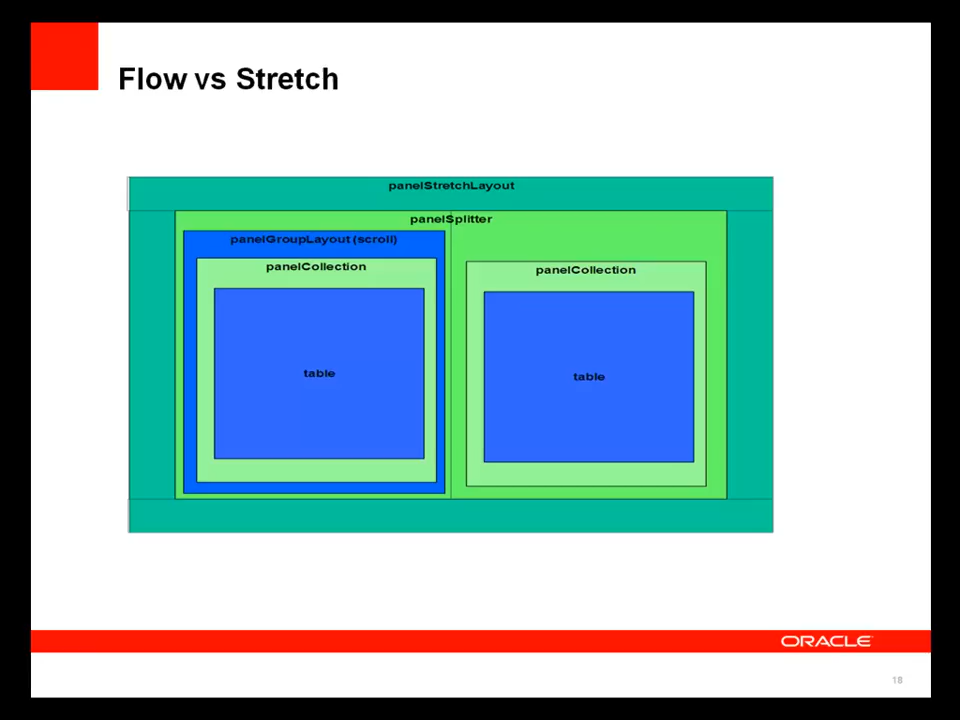 Flow vs Stretch
panelStretchLayout
panelSplitter
panelGroupLayout (scroll)
panelCollection
panelCollection
table
table
ORACLE
18